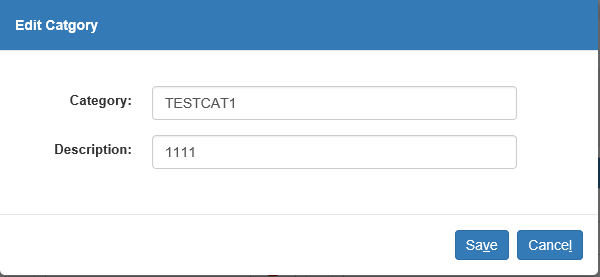 Edit Catgory
Category: TESTCAT1
Description: 1111
Save Cancel